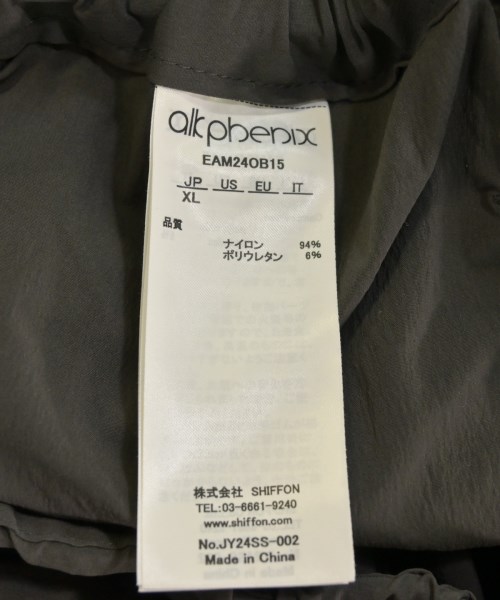 alkphenix
EAM24OB15
JP US EU IT
XL
品質
ナイロン 94%
ポリウレタン 6%
株式会社 SHIFFON
TEL:03-6661-9240
www.shiffon.com
No.JY24SS-002
Made in China